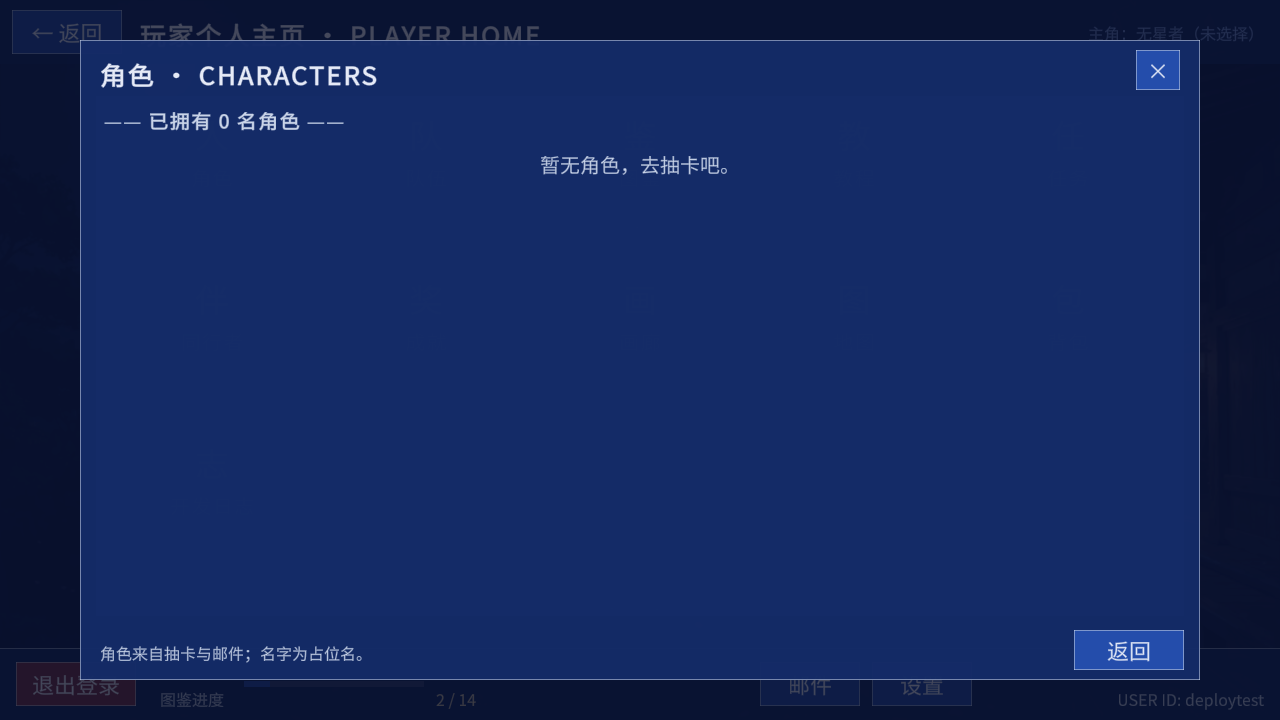 ← 返回 玩家个人主页 · PLAYER HOME 主角：无星者（未选择）
角色 · CHARACTERS ×
—— 已拥有 0 名角色 ——
暂无角色，去抽卡吧。
角色来自抽卡与邮件；名字为占位名。 返回
退出登录 图鉴进度 2 / 14 邮件 设置 USER ID: deploytest